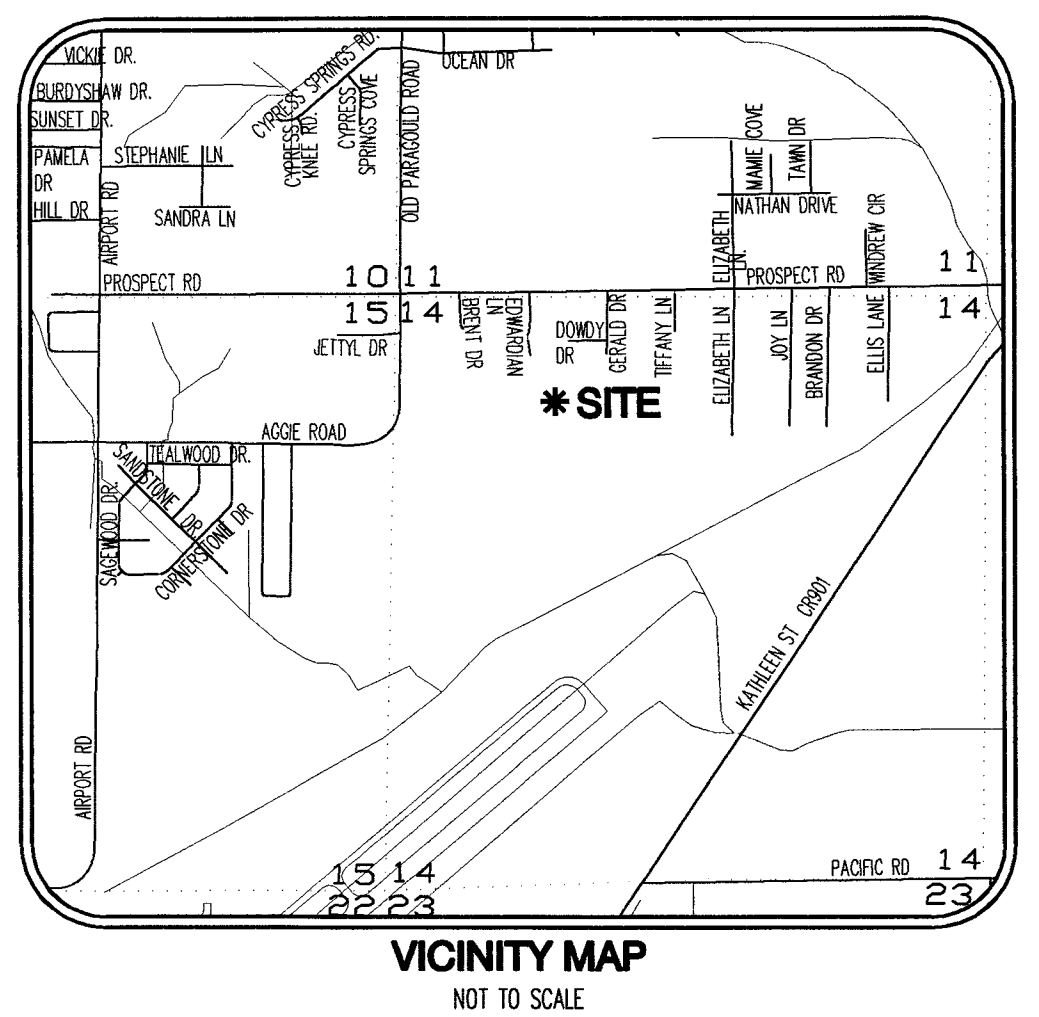 VICKIE DR.
BURDYSHAW DR.
SUNSET DR.
PAMELA
DR
HILL DR
STEPHANIE LN
SANDRA LN
AIRPORT RD
CYPRESS SPRINGS RD.
CYPRESS
KNEE RD.
CYPRESS
SPRINGS COVE
OLD PARAGOULD ROAD
OCEAN DR
MAMIE COVE
TAWN DR
NATHAN DRIVE
ELIZABETH
LN.
WINDREW CIR
PROSPECT RD
10 11
PROSPECT RD
11
15 14
14
JETTYL DR
BRENT DR
EDWARDIAN
LN
DOWDY
DR
GERALD DR
TIFFANY LN
ELIZABETH LN
JOY LN
BRANDON DR
ELLIS LANE
* SITE
AGGIE ROAD
TEALWOOD DR.
SANDSTONE DR
SAGEWOOD DR.
CORNERSTONE DR
KATHLEEN ST CR901
AIRPORT RD
15 14
22 23
PACIFIC RD
14
23
VICINITY MAP
NOT TO SCALE